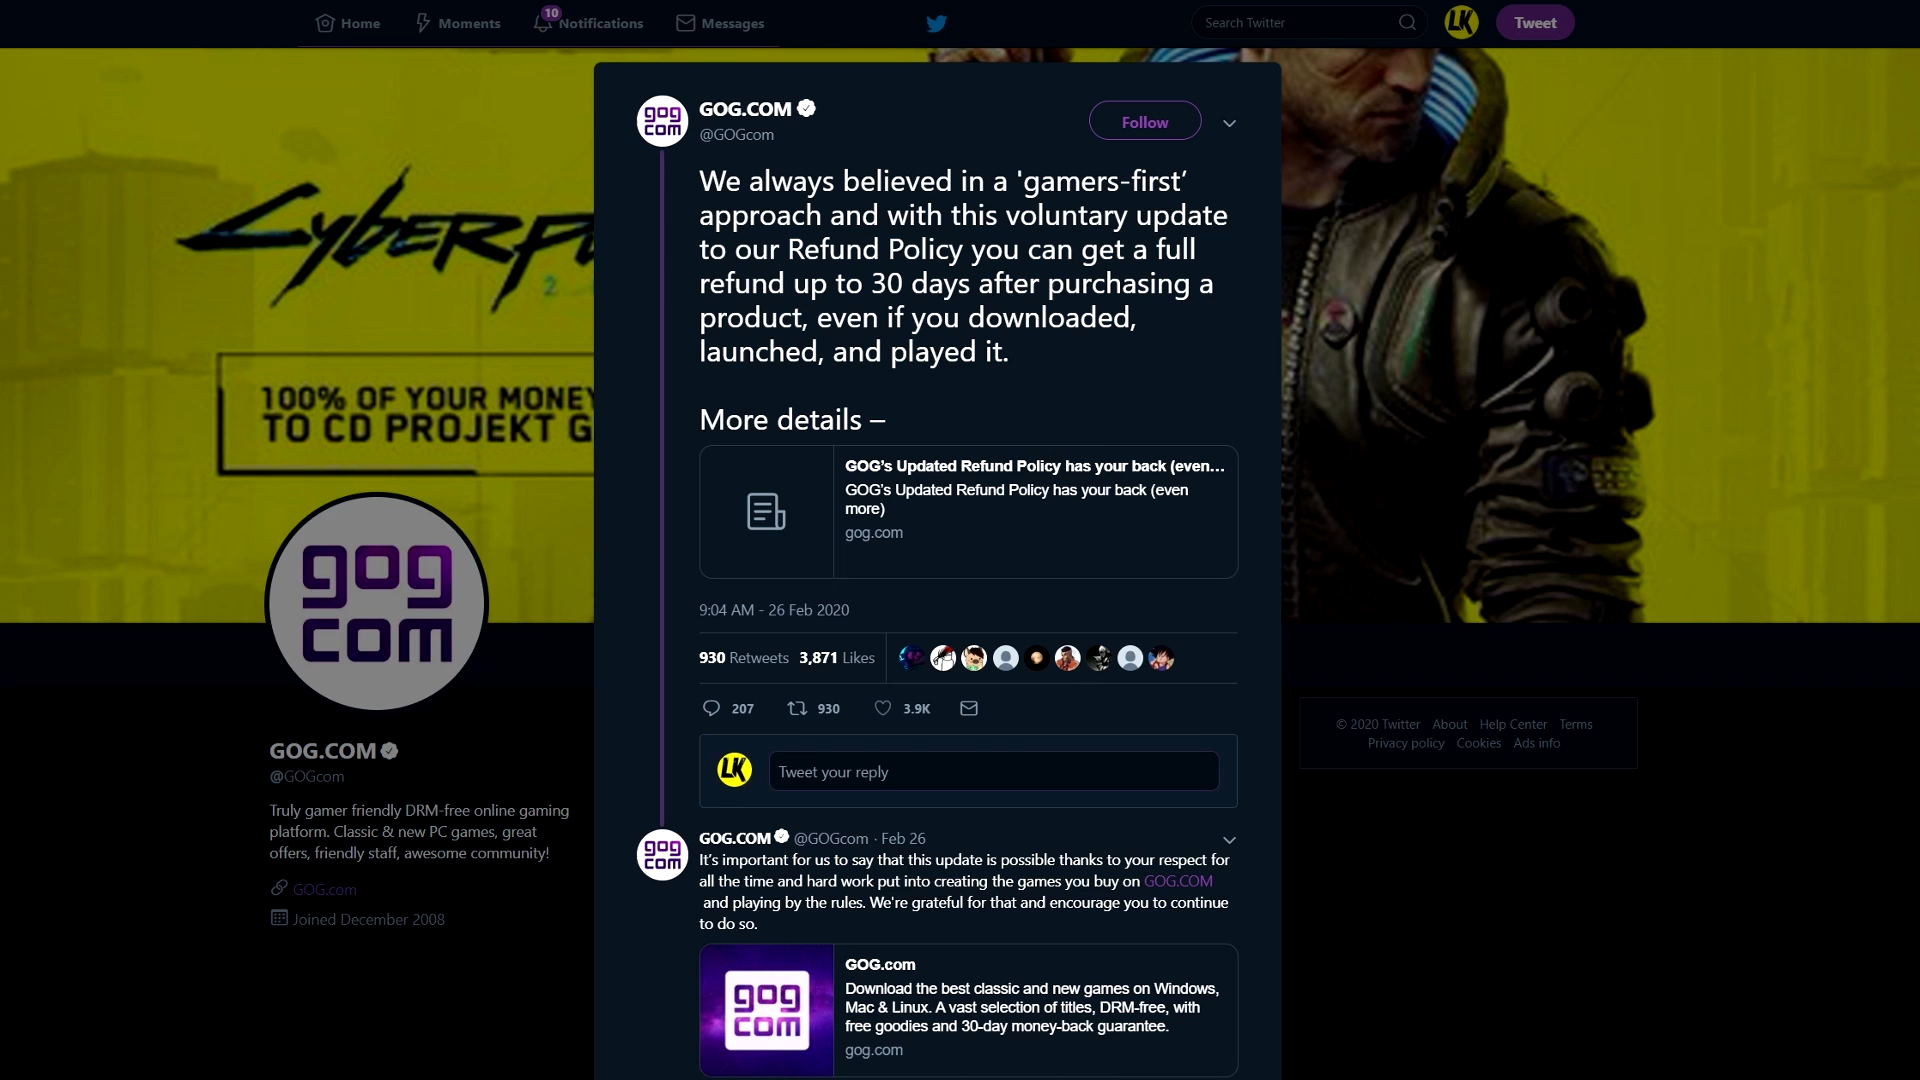 Home
Moments
10
Notifications
Messages
Search Twitter
LK
Tweet
CYBERPU
2
100% OF YOUR MONEY
TO CD PROJEKT G
gog
com
GOG.COM
@GOGcom
Truly gamer friendly DRM-free online gaming
platform. Classic & new PC games, great
offers, friendly staff, awesome community!
GOG.com
Joined December 2008
gog
com
GOG.COM
@GOGcom
Follow
We always believed in a 'gamers-first’
approach and with this voluntary update
to our Refund Policy you can get a full
refund up to 30 days after purchasing a
product, even if you downloaded,
launched, and played it.
More details –
GOG’s Updated Refund Policy has your back (even...
GOG’s Updated Refund Policy has your back (even
more)
gog.com
9:04 AM - 26 Feb 2020
930 Retweets 3,871 Likes
207 930 3.9K
LK
Tweet your reply
gog
com
GOG.COM @GOGcom · Feb 26
It’s important for us to say that this update is possible thanks to your respect for
all the time and hard work put into creating the games you buy on GOG.COM
and playing by the rules. We're grateful for that and encourage you to continue
to do so.
gog
com
GOG.com
Download the best classic and new games on Windows,
Mac & Linux. A vast selection of titles, DRM-free, with
free goodies and 30-day money-back guarantee.
gog.com
© 2020 Twitter About Help Center Terms
Privacy policy Cookies Ads info